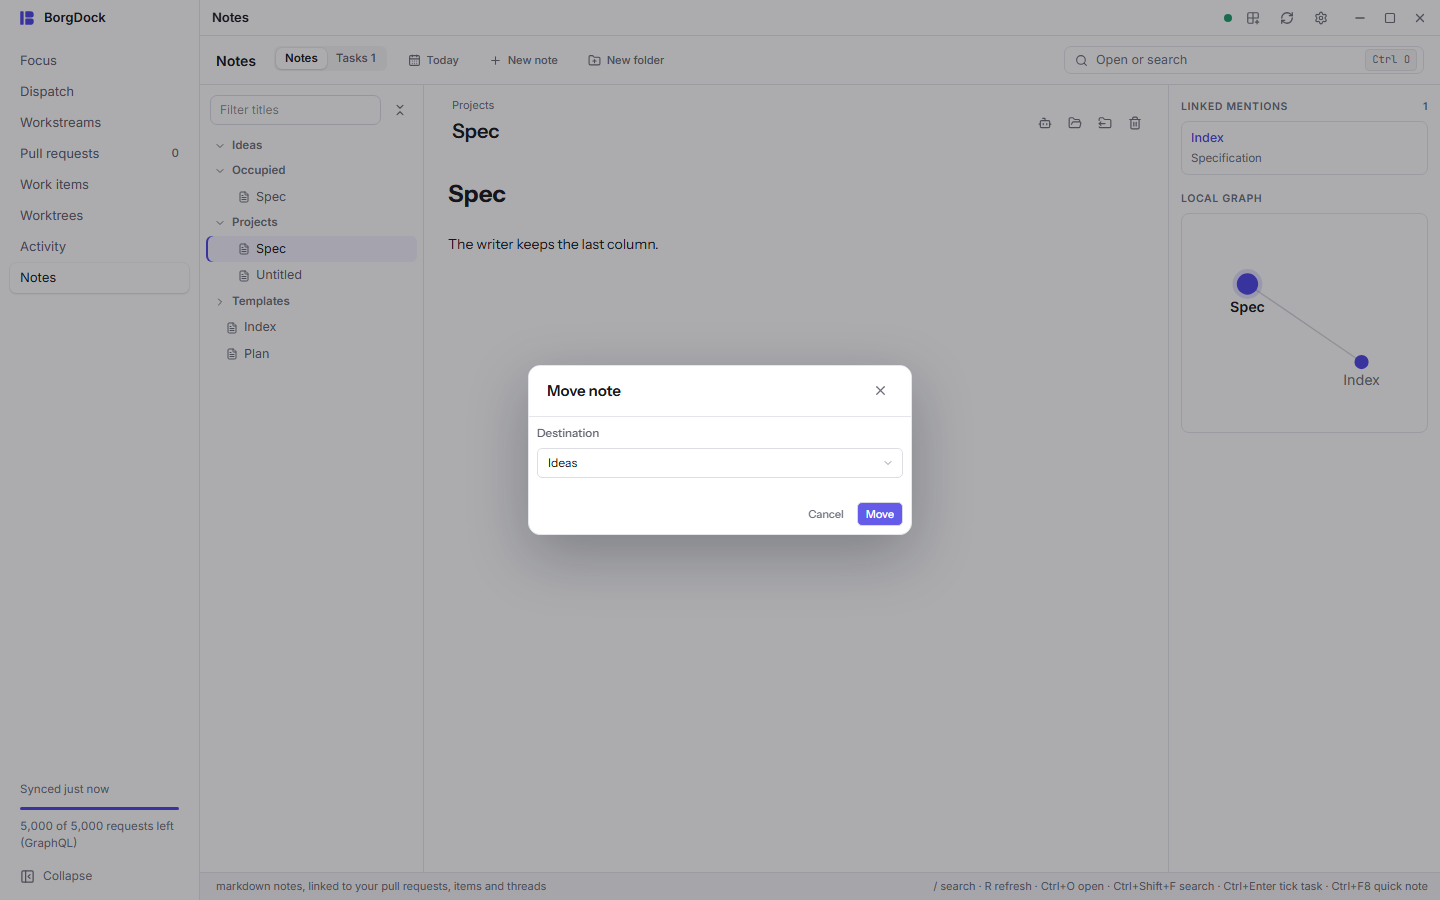 BorgDock
Notes
Focus
Dispatch
Workstreams
Pull requests 0
Work items
Worktrees
Activity
Notes
Synced just now
5,000 of 5,000 requests left
(GraphQL)
Collapse
Notes
Notes
Tasks 1
Today
New note
New folder
Open or search
Ctrl O
Filter titles
Ideas
Occupied
Spec
Projects
Spec
Untitled
Templates
Index
Plan
Projects
Spec
Spec
The writer keeps the last column.
Move note
Destination
Ideas
Cancel
Move
LINKED MENTIONS 1
Index
Specification
LOCAL GRAPH
Spec
Index
markdown notes, linked to your pull requests, items and threads
/ search · R refresh · Ctrl+O open · Ctrl+Shift+F search · Ctrl+Enter tick task · Ctrl+F8 quick note